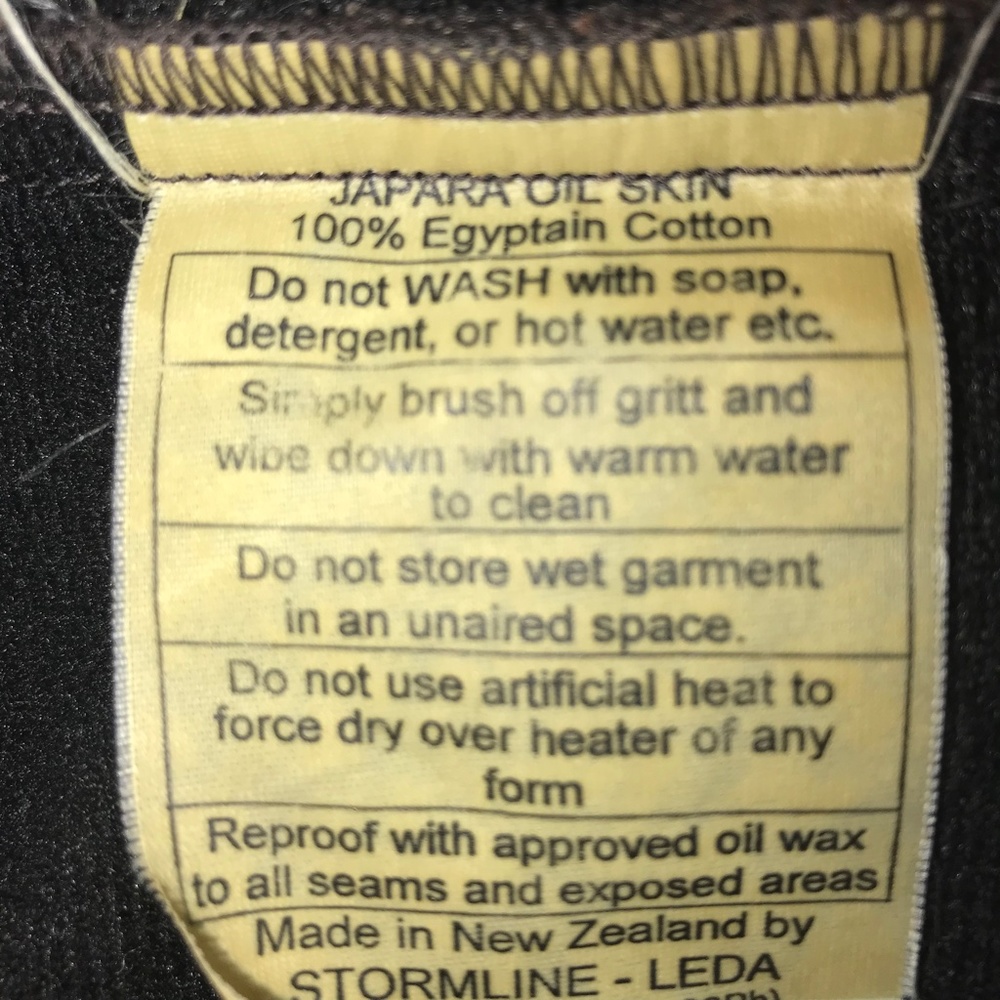 JAPARA OIL SKIN
100% Egyptain Cotton
Do not WASH with soap,
detergent, or hot water etc.
Simply brush off gritt and
wipe down with warm water
to clean
Do not store wet garment
in an unaired space.
Do not use artificial heat to
force dry over heater of any
form
Reproof with approved oil wax
to all seams and exposed areas
Made in New Zealand by
STORMLINE - LEDA